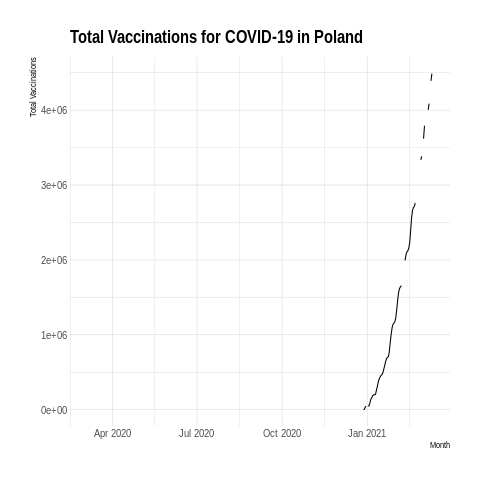 Total Vaccinations for COVID-19 in Poland
Total Vaccinations
4e+06
3e+06
2e+06
1e+06
0e+00
Apr 2020 Jul 2020 Oct 2020 Jan 2021
Month